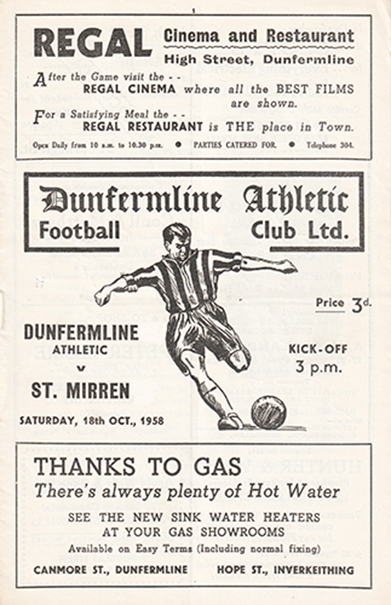 REGAL Cinema and Restaurant
High Street, Dunfermline
After the Game visit the - -
REGAL CINEMA where all the BEST FILMS
are shown.
For a Satisfying Meal the - -
REGAL RESTAURANT is THE place in Town.
Open Daily from 10 a.m. to 10.30 p.m. ● PARTIES CATERED FOR. ● Telephone 304.
Dunfermline Athletic
Football Club Ltd.
Price 3d.
DUNFERMLINE
ATHLETIC
v
ST. MIRREN
KICK-OFF
3 p.m.
SATURDAY, 18th OCT., 1958
THANKS TO GAS
There's always plenty of Hot Water
SEE THE NEW SINK WATER HEATERS
AT YOUR GAS SHOWROOMS
Available on Easy Terms (Including normal fixing)
CANMORE ST., DUNFERMLINE HOPE ST., INVERKEITHING